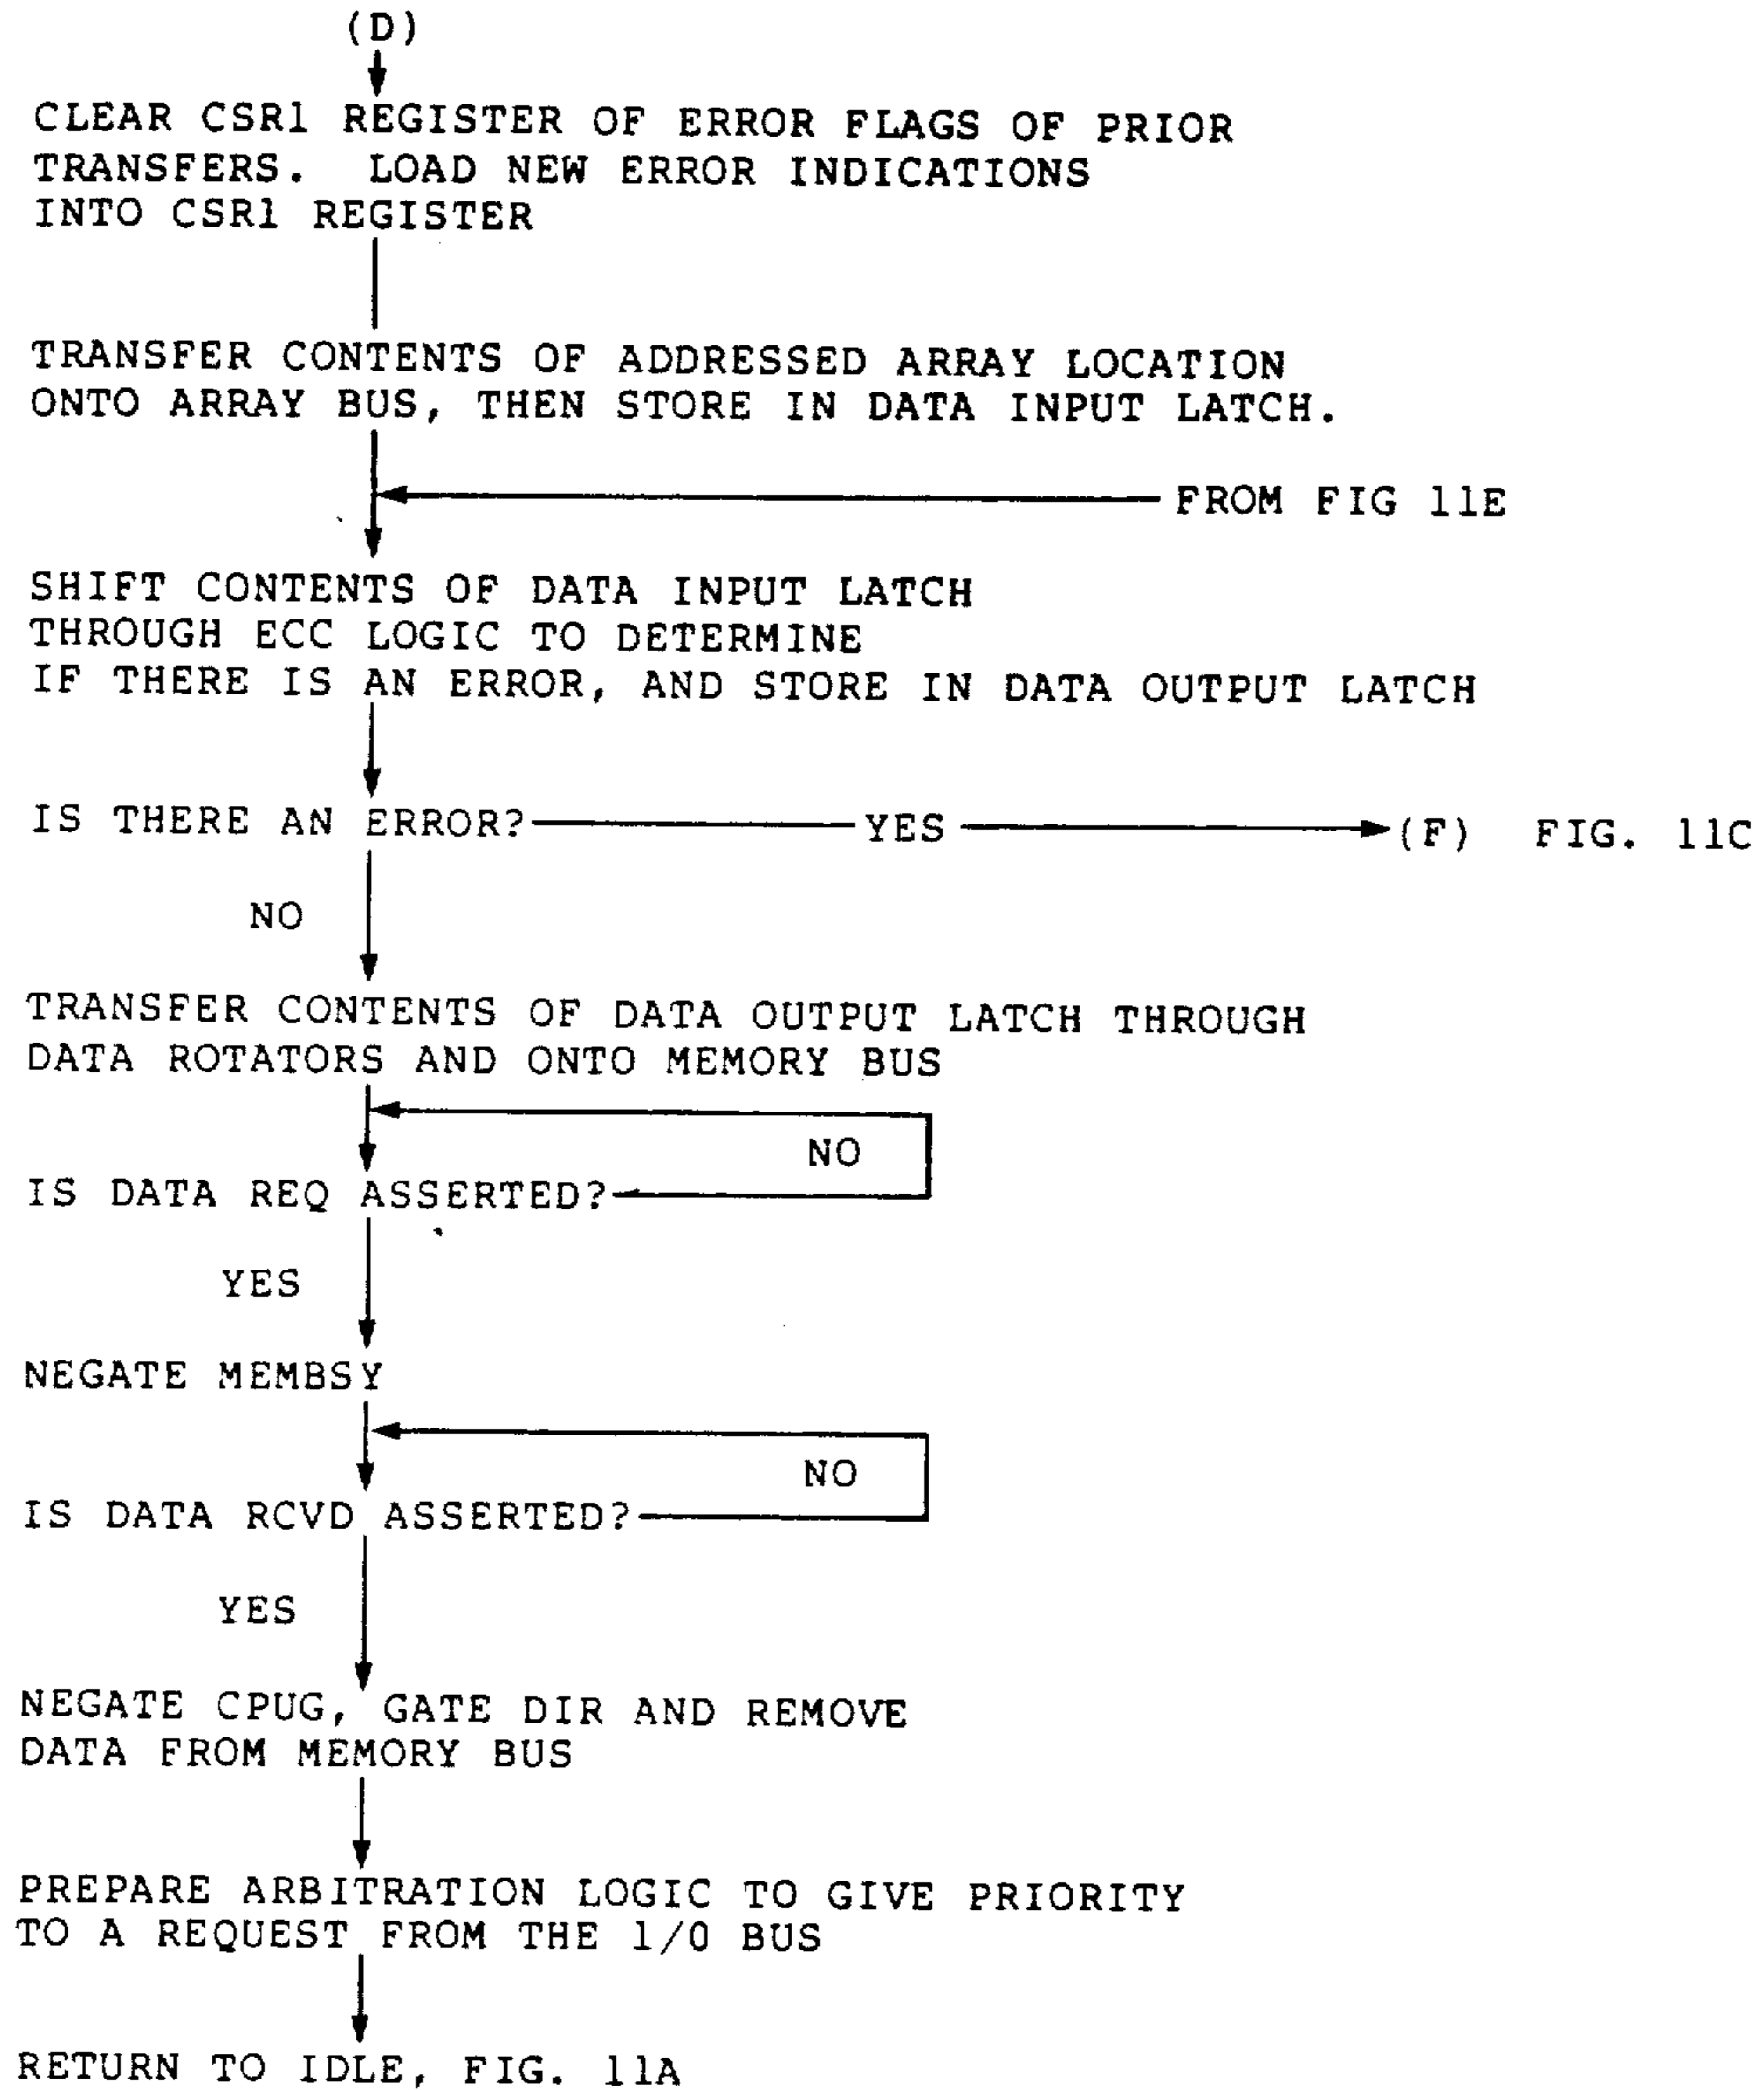 (D)
CLEAR CSR1 REGISTER OF ERROR FLAGS OF PRIOR
TRANSFERS. LOAD NEW ERROR INDICATIONS
INTO CSR1 REGISTER
TRANSFER CONTENTS OF ADDRESSED ARRAY LOCATION
ONTO ARRAY BUS, THEN STORE IN DATA INPUT LATCH.
FROM FIG 11E
SHIFT CONTENTS OF DATA INPUT LATCH
THROUGH ECC LOGIC TO DETERMINE
IF THERE IS AN ERROR, AND STORE IN DATA OUTPUT LATCH
IS THERE AN ERROR? YES (F) FIG. 11C
NO
TRANSFER CONTENTS OF DATA OUTPUT LATCH THROUGH
DATA ROTATORS AND ONTO MEMORY BUS
NO
IS DATA REQ ASSERTED?
YES
NEGATE MEMBSY
NO
IS DATA RCVD ASSERTED?
YES
NEGATE CPUG, GATE DIR AND REMOVE
DATA FROM MEMORY BUS
PREPARE ARBITRATION LOGIC TO GIVE PRIORITY
TO A REQUEST FROM THE 1/0 BUS
RETURN TO IDLE, FIG. 11A